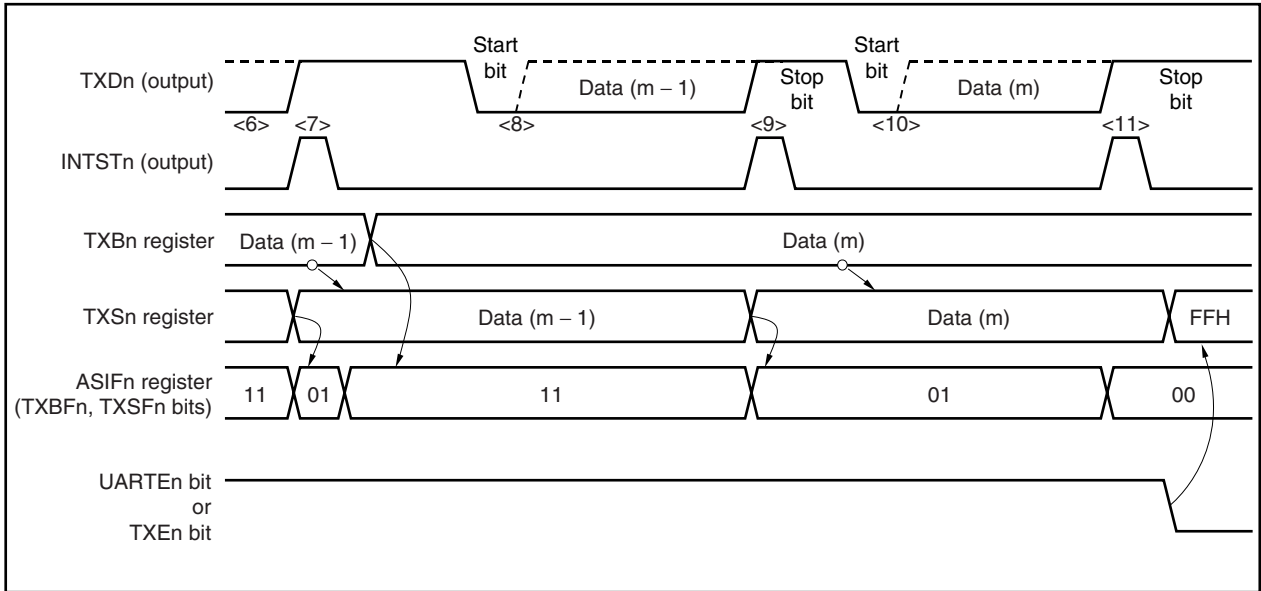 Start
bit
Start
bit
TXDn (output)
Data (m – 1)
Stop
bit
Data (m)
Stop
bit
<6>
<7>
<8>
<9>
<10>
<11>
INTSTn (output)
TXBn register
Data (m – 1)
Data (m)
TXSn register
Data (m – 1)
Data (m)
FFH
ASIFn register
(TXBFn, TXSFn bits)
11
01
11
01
00
UARTEn bit
or
TXEn bit